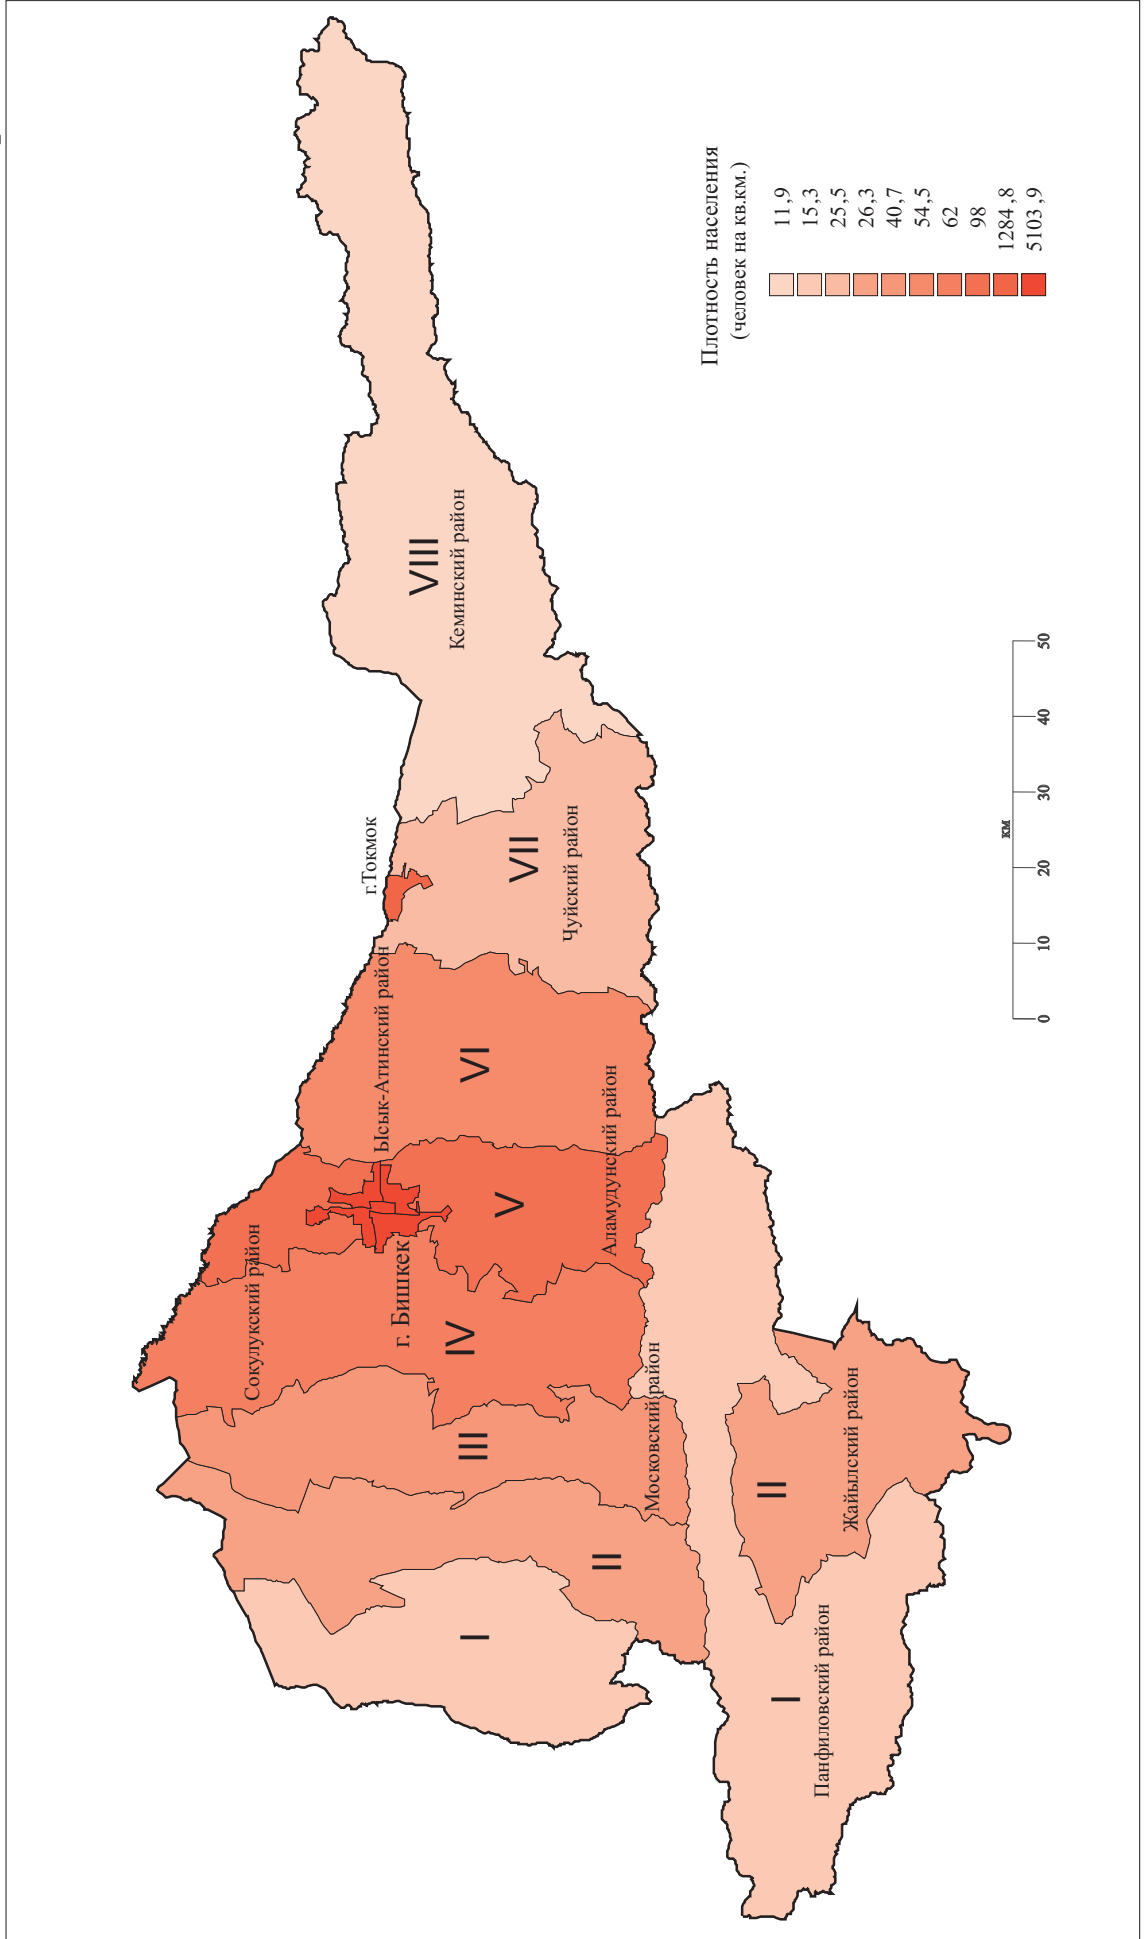 I
Панфиловский район
I
II
II
Жайылский район
III
Московский район
IV
Сокулукский район
г. Бишкек
V
Аламудунский район
VI
Ысык-Атинский район
г.Токмок
VII
Чуйский район
VIII
Кеминский район
Плотность населения
(человек на кв.км.)
11,9
15,3
25,5
26,3
40,7
54,5
62
98
1284,8
5103,9
км
0 10 20 30 40 50